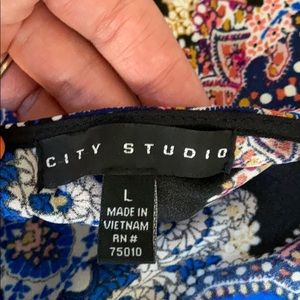 CITY STUDIO
L
MADE IN
VIETNAM
RN #
75010